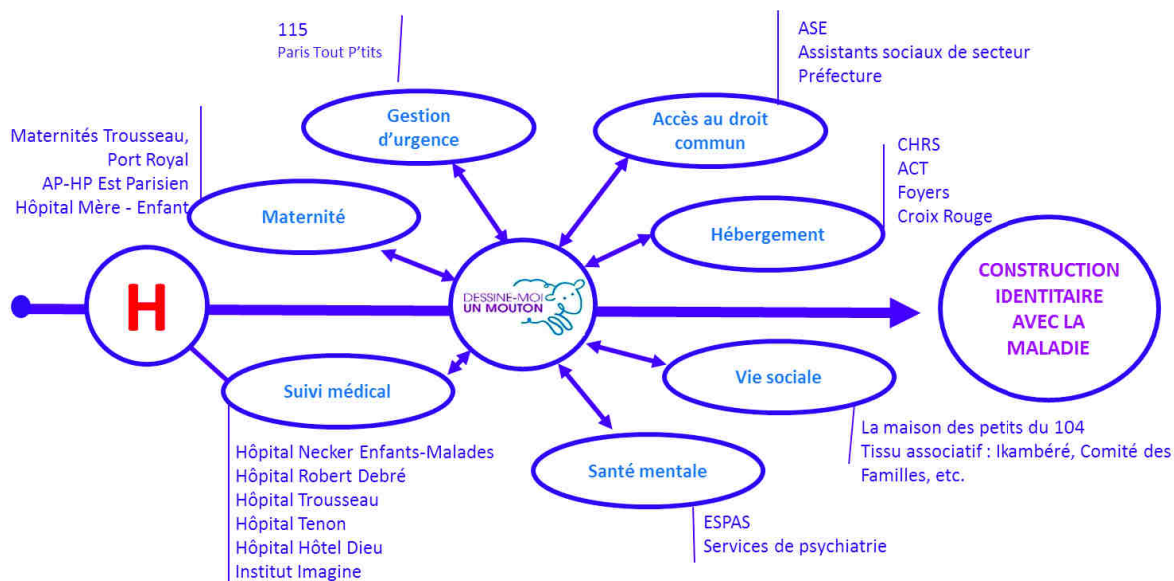 115
Paris Tout P'tits
ASE
Assistants sociaux de secteur
Préfecture
Gestion
d'urgence
Accès au droit
commun
Maternités Trousseau,
Port Royal
AP-HP Est Parisien
Hôpital Mère - Enfant
Maternité
CHRS
ACT
Foyers
Croix Rouge
Hébergement
H
DESSINE-MOI
UN MOUTON
CONSTRUCTION
IDENTITAIRE
AVEC LA
MALADIE
Suivi médical
Vie sociale
Hôpital Necker Enfants-Malades
Hôpital Robert Debré
Hôpital Trousseau
Hôpital Tenon
Hôpital Hôtel Dieu
Institut Imagine
Santé mentale
La maison des petits du 104
Tissu associatif : Ikambéré, Comité des
Familles, etc.
ESPAS
Services de psychiatrie